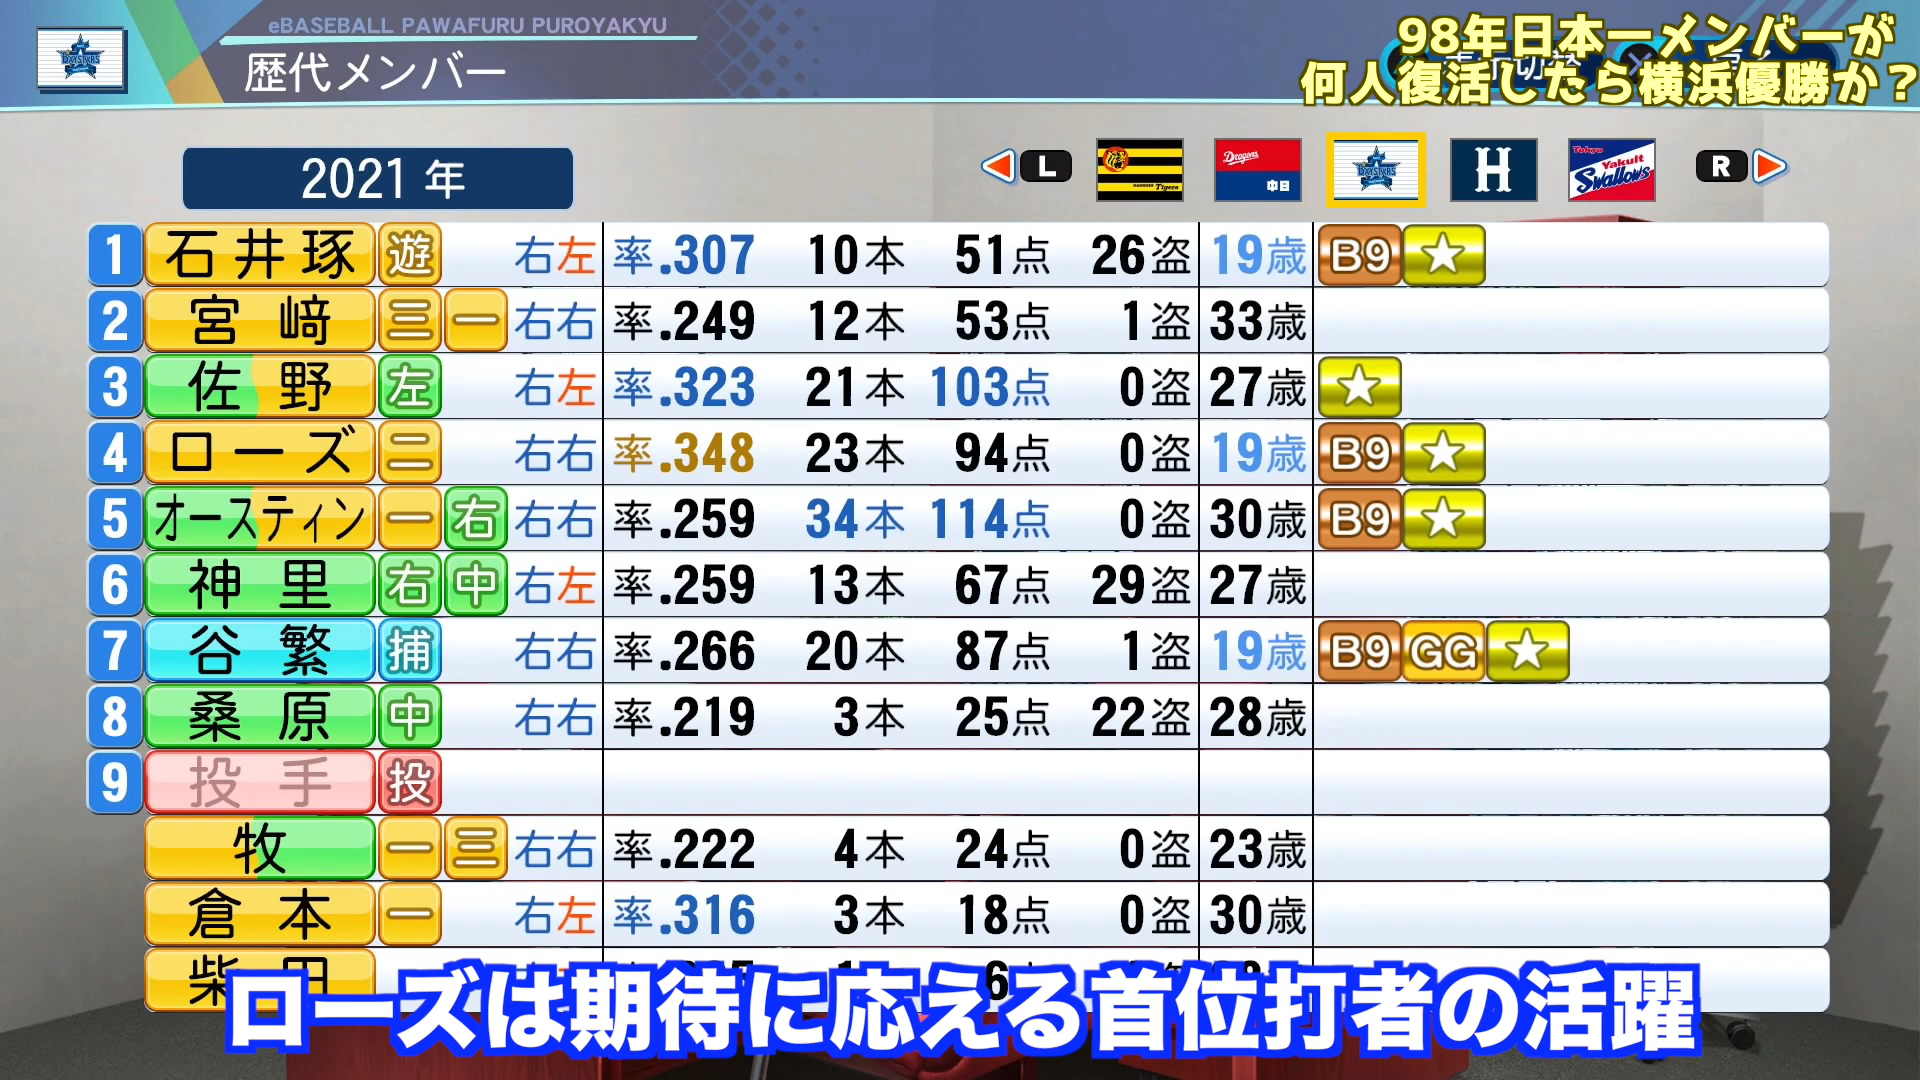 eBASEBALL PAWAFURU PUROYAKYU
歴代メンバー
98年日本一メンバーが
何人復活したら横浜優勝か？
2021年
L
R
1 石井琢 遊 右左 率.307 10本 51点 26盗 19歳 B9 ★
2 宮﨑 三 一 右右 率.249 12本 53点 1盗 33歳
3 佐野 左 右左 率.323 21本 103点 0盗 27歳 ★
4 ローズ 二 右右 率.348 23本 94点 0盗 19歳 B9 ★
5 オースティン 一 右 右右 率.259 34本 114点 0盗 30歳 B9 ★
6 神里 右 中 右左 率.259 13本 67点 29盗 27歳
7 谷繁 捕 右右 率.266 20本 87点 1盗 19歳 B9 GG ★
8 桑原 中 右右 率.219 3本 25点 22盗 28歳
9 投手 投
牧 一 三 右右 率.222 4本 24点 0盗 23歳
倉本 一 右左 率.316 3本 18点 0盗 30歳
柴田
ローズは期待に応える首位打者の活躍